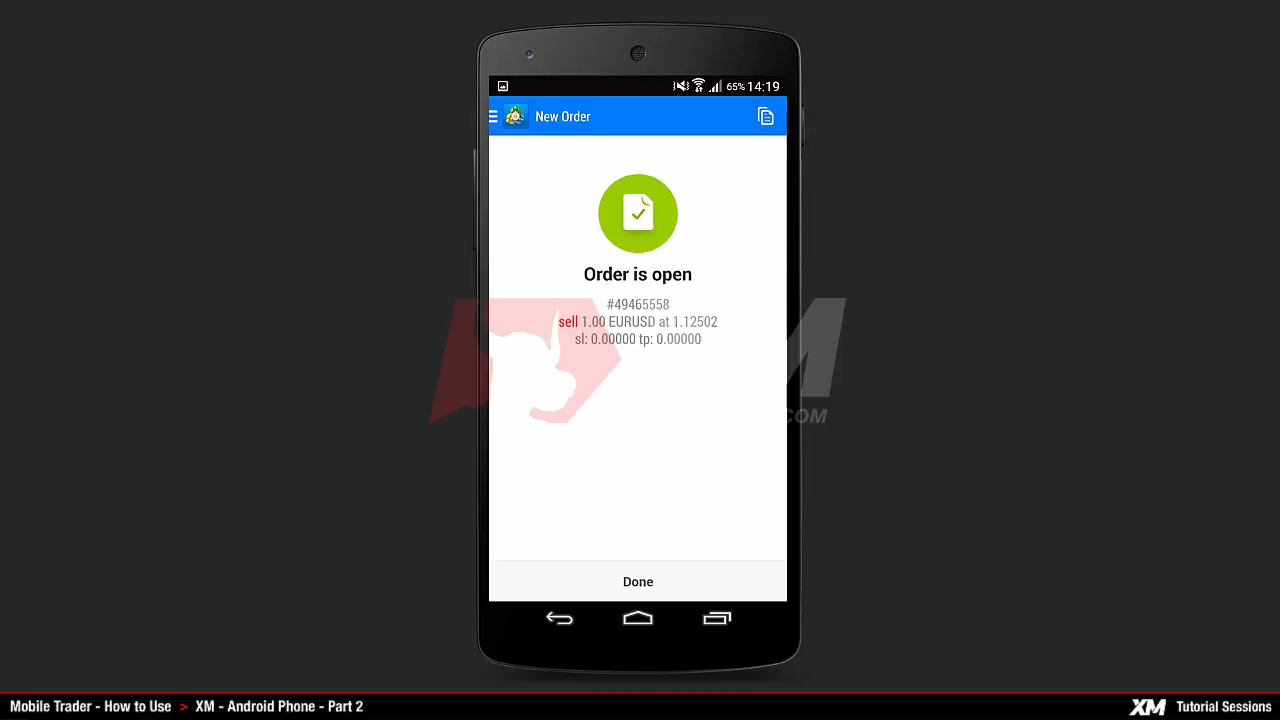 65% 14:19
New Order
Order is open
#49465558
sell 1.00 EURUSD at 1.12502
sl: 0.00000 tp: 0.00000
M
.COM
Done
Mobile Trader - How to Use > XM - Android Phone - Part 2
XM Tutorial Sessions